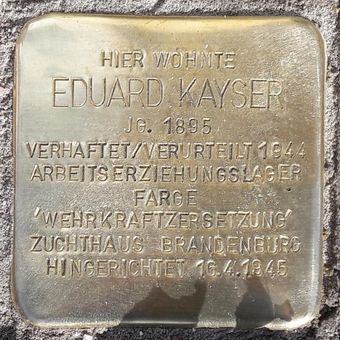 HIER WOHNTE
EDUARD KAYSER
JG. 1895
VERHAFTET/VERURTEILT 1944
ARBEITSERZIEHUNGSLAGER
FARGE
'WEHRKRAFTZERSETZUNG'
ZUCHTHAUS BRANDENBURG
HINGERICHTET 16.4.1945